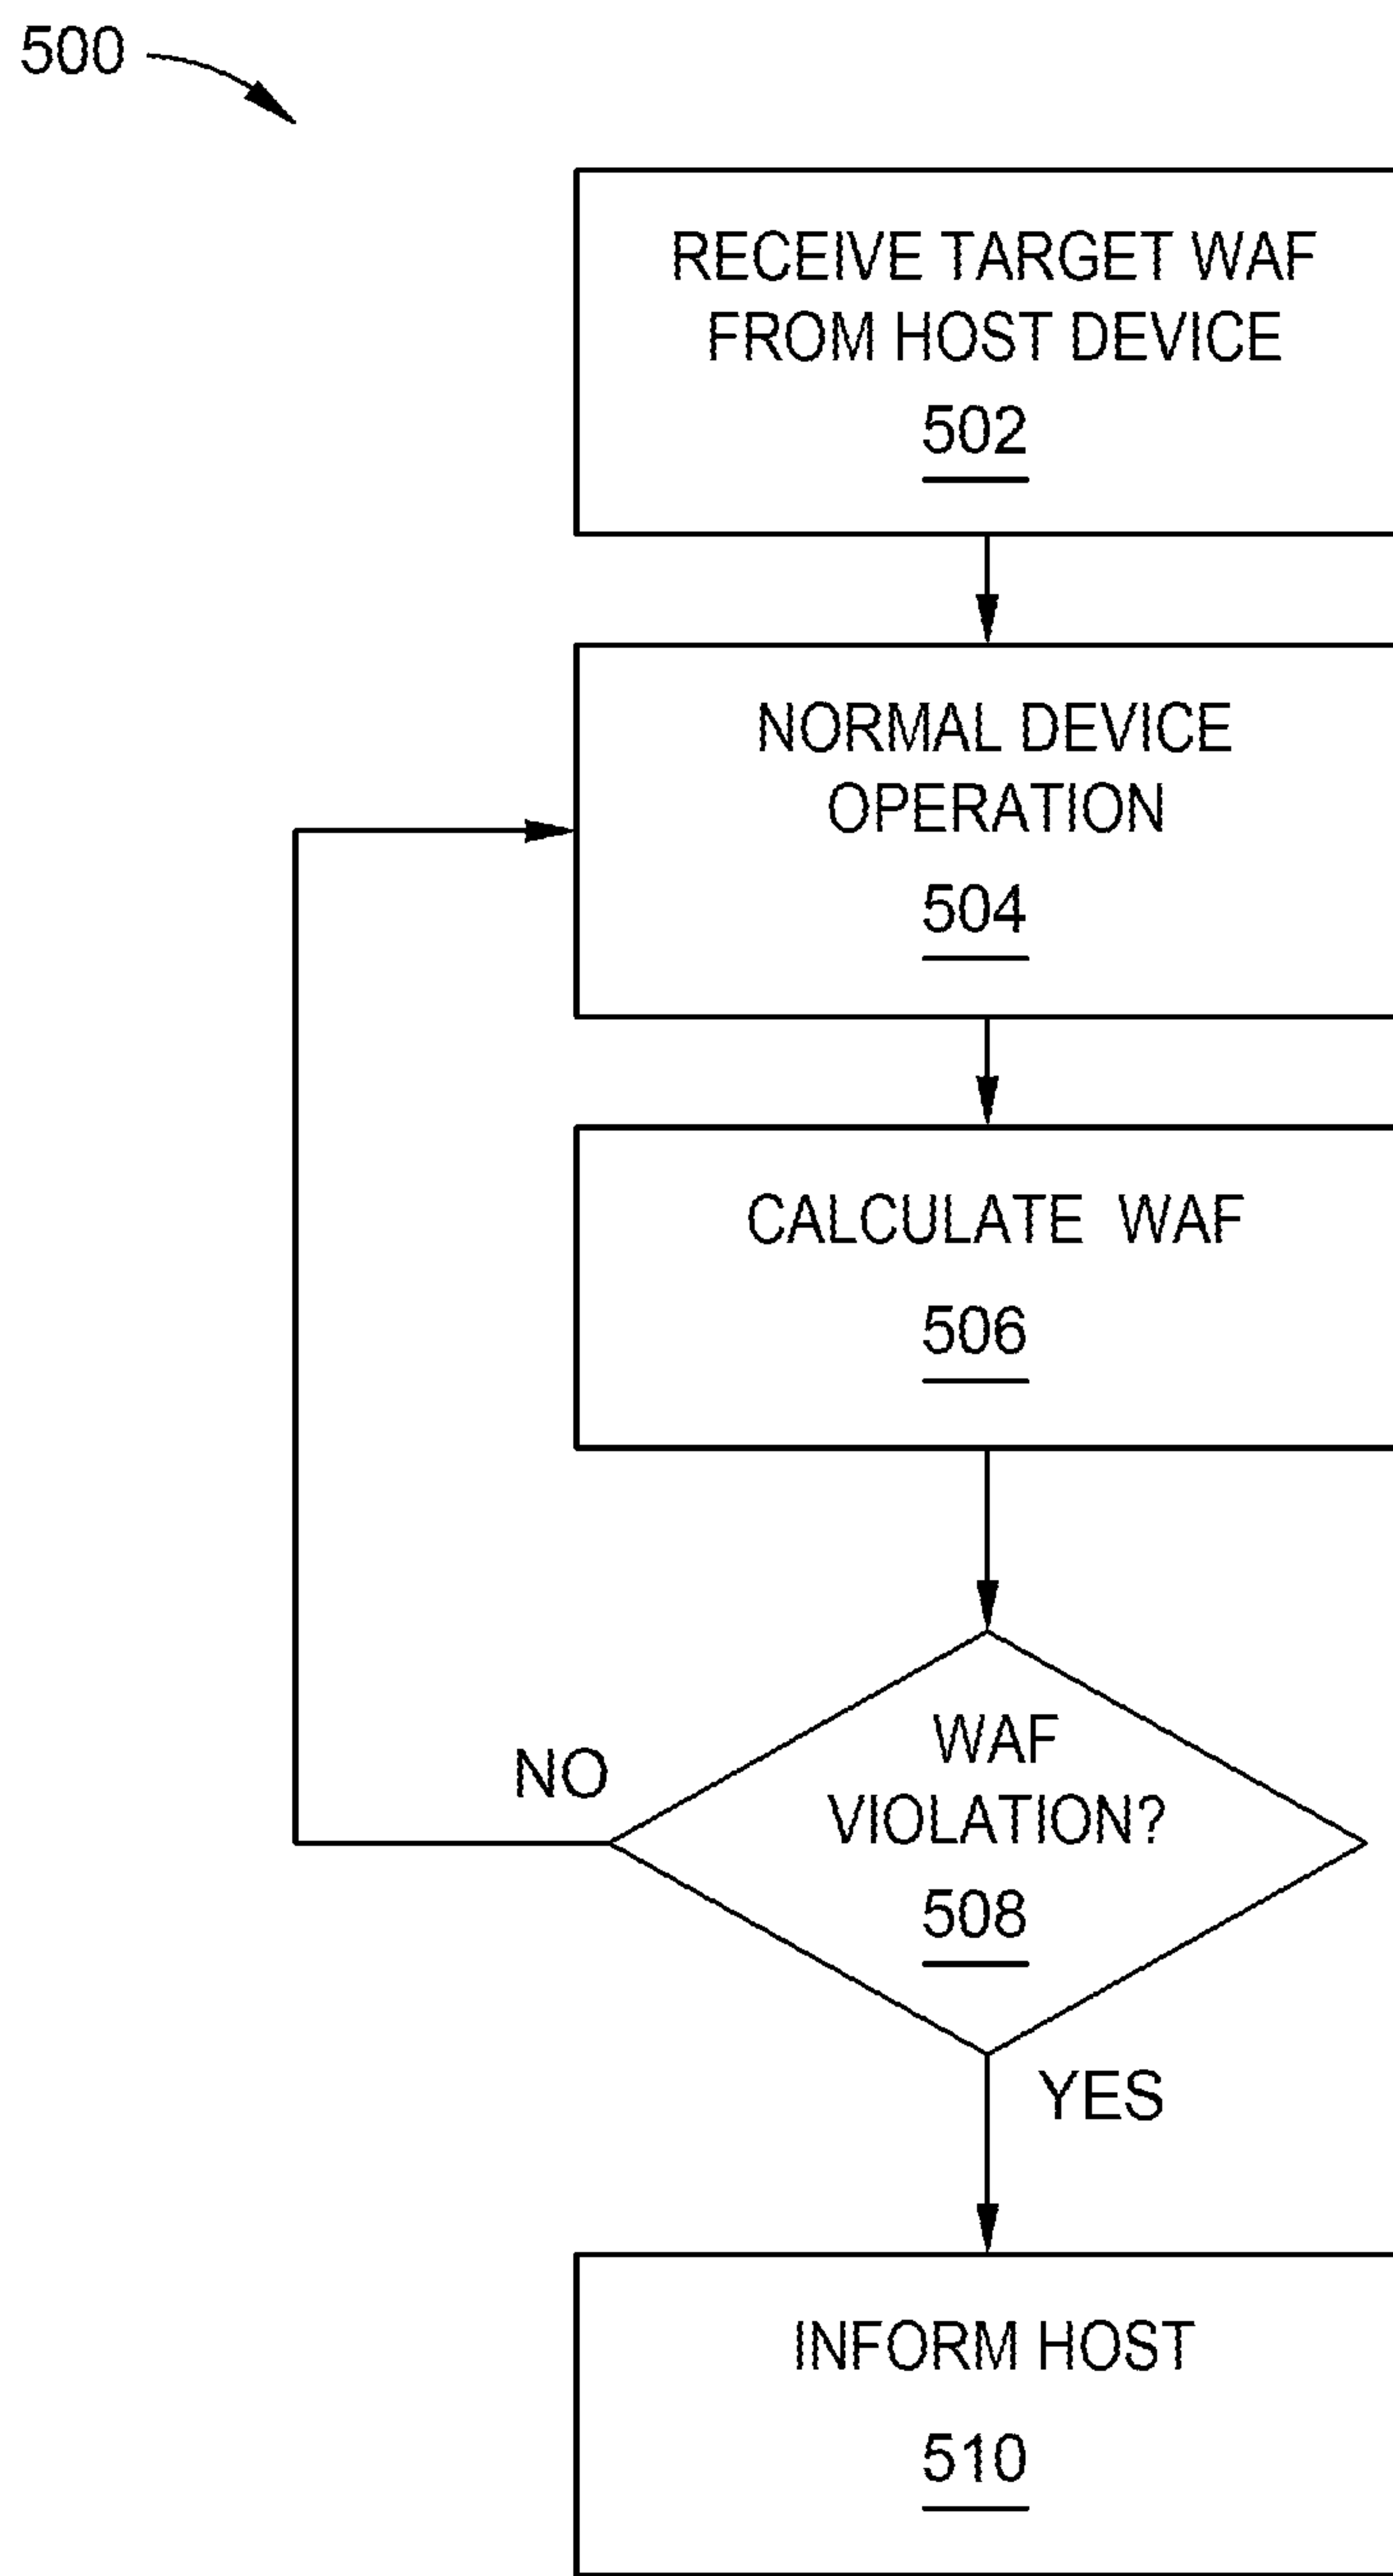 500
RECEIVE TARGET WAF
FROM HOST DEVICE
502
NORMAL DEVICE
OPERATION
504
CALCULATE WAF
506
WAF
VIOLATION?
508
NO
YES
INFORM HOST
510